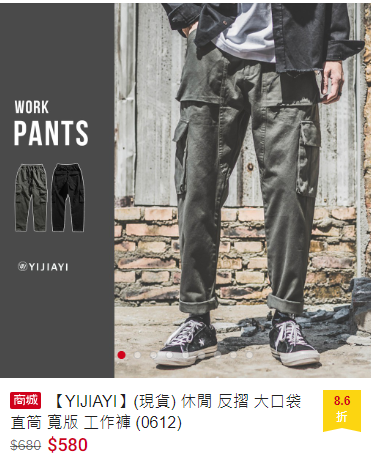 WORK
PANTS
YIJIAYI
商城 【YIJIAYI】(現貨) 休閒 反摺 大口袋
直筒 寬版 工作褲 (0612)
8.6
折
$680 $580